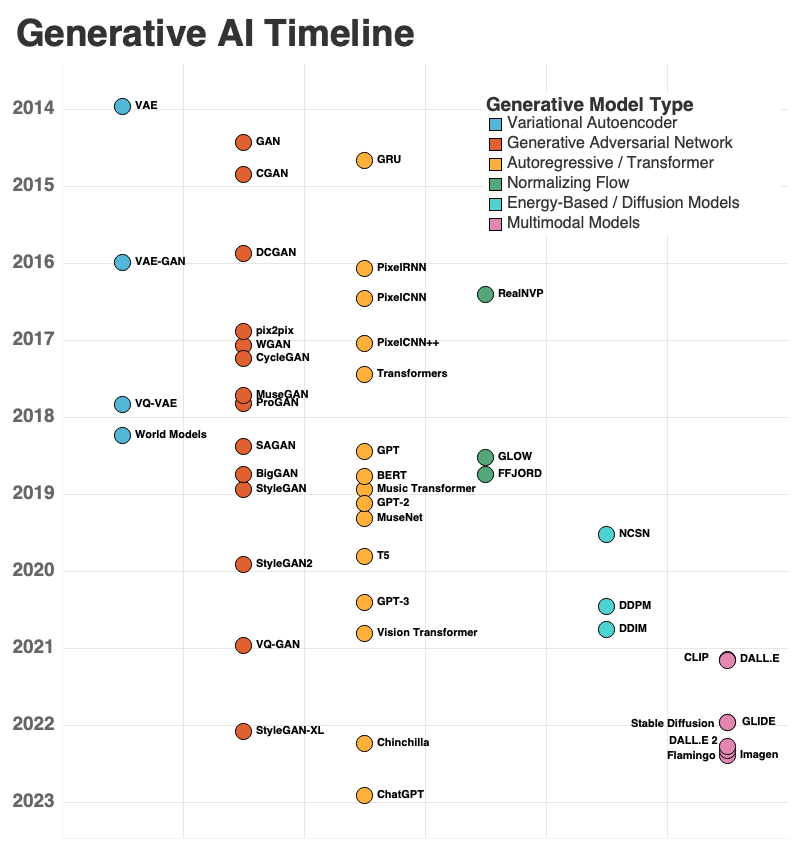 Generative AI Timeline
Generative Model Type
Variational Autoencoder
Generative Adversarial Network
Autoregressive / Transformer
Normalizing Flow
Energy-Based / Diffusion Models
Multimodal Models
2014
VAE
GAN
GRU
CGAN
2015
DCGAN
2016
VAE-GAN
PixelRNN
PixelCNN
RealNVP
pix2pix
2017
WGAN
PixelCNN++
CycleGAN
Transformers
MuseGAN
ProGAN
VQ-VAE
2018
World Models
SAGAN
GPT
GLOW
BigGAN
BERT
FFJORD
StyleGAN
Music Transformer
2019
GPT-2
MuseNet
NCSN
T5
StyleGAN2
2020
GPT-3
DDPM
Vision Transformer
DDIM
VQ-GAN
2021
CLIP
DALL.E
2022
Stable Diffusion
GLIDE
StyleGAN-XL
Chinchilla
DALL.E 2
Flamingo
Imagen
ChatGPT
2023